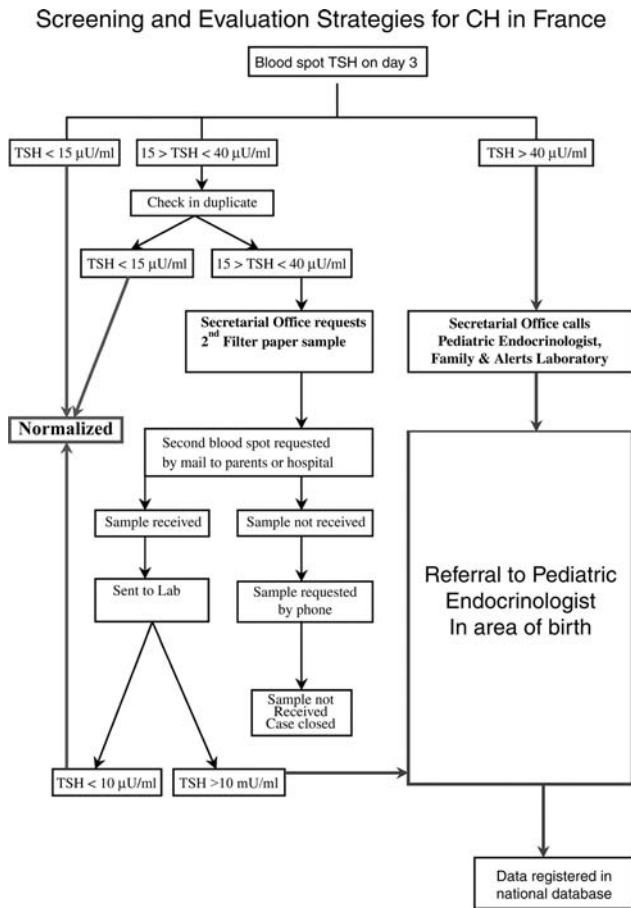 Screening and Evaluation Strategies for CH in France
Blood spot TSH on day 3
TSH < 15 µU/ml
15 > TSH < 40 µU/ml
TSH > 40 µU/ml
Check in duplicate
TSH < 15 µU/ml
15 > TSH < 40 µU/ml
Secretarial Office requests
2nd Filter paper sample
Secretarial Office calls
Pediatric Endocrinologist,
Family & Alerts Laboratory
Normalized
Second blood spot requested
by mail to parents or hospital
Sample received
Sample not received
Sent to Lab
Sample requested
by phone
Referral to Pediatric
Endocrinologist
In area of birth
Sample not
Received
Case closed
TSH < 10 µU/ml
TSH >10 mU/ml
Data registered in
national database